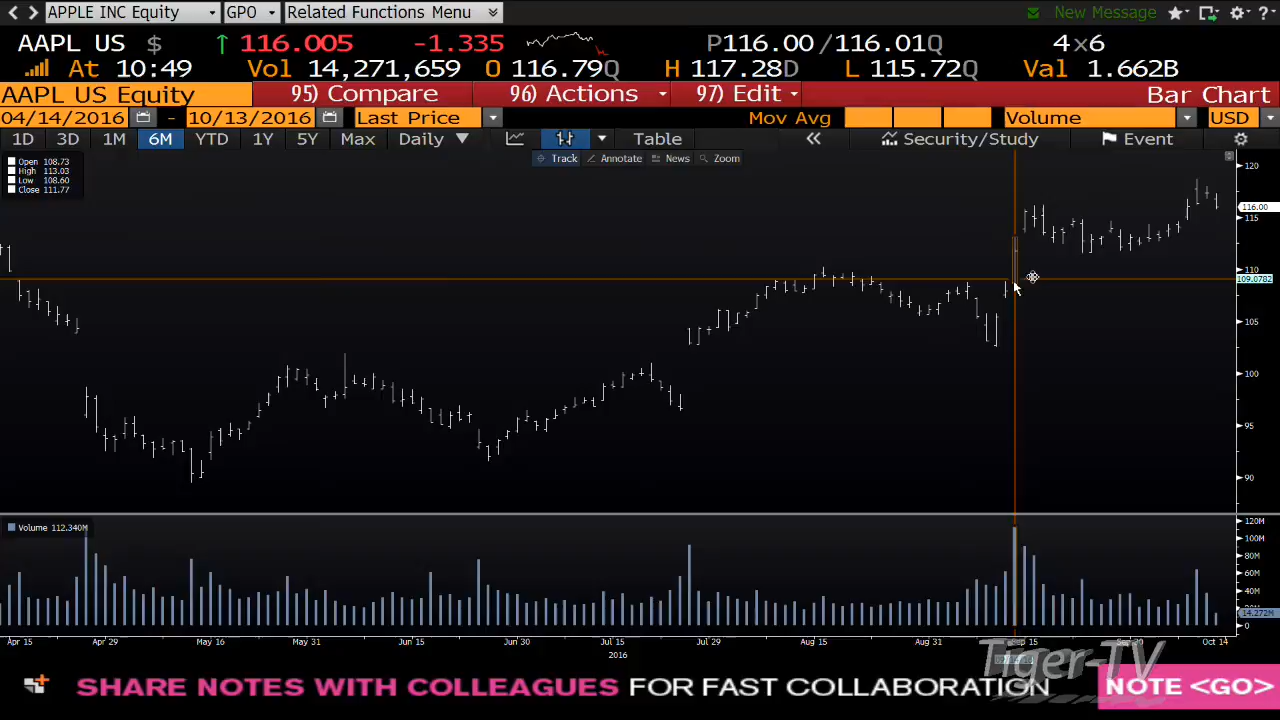 APPLE INC Equity GPO Related Functions Menu New Message
AAPL US $ ↑ 116.005 -1.335 P116.00 /116.01Q 4×6
At 10:49 Vol 14,271,659 O 116.79Q H 117.28D L 115.72Q Val 1.662B
AAPL US Equity 95) Compare 96) Actions 97) Edit Bar Chart
04/14/2016 - 10/13/2016 Last Price Mov Avg Volume USD
1D 3D 1M 6M YTD 1Y 5Y Max Daily Table Security/Study Event
Track Annotate News Zoom
Open 108.73
High 113.03
Low 108.60
Close 111.77
120
116.00
115
110
109.0782
105
100
95
90
Volume 112.340M
120M
100M
80M
60M
40M
14.272M
0
Apr 15 Apr 29 May 16 May 31 Jun 15 Jun 30 Jul 15 Jul 29 Aug 15 Aug 31 Sep 15 Sep 30 Oct 14
2016
Tiger-TV
SHARE NOTES WITH COLLEAGUES FOR FAST COLLABORATION NOTE <GO>